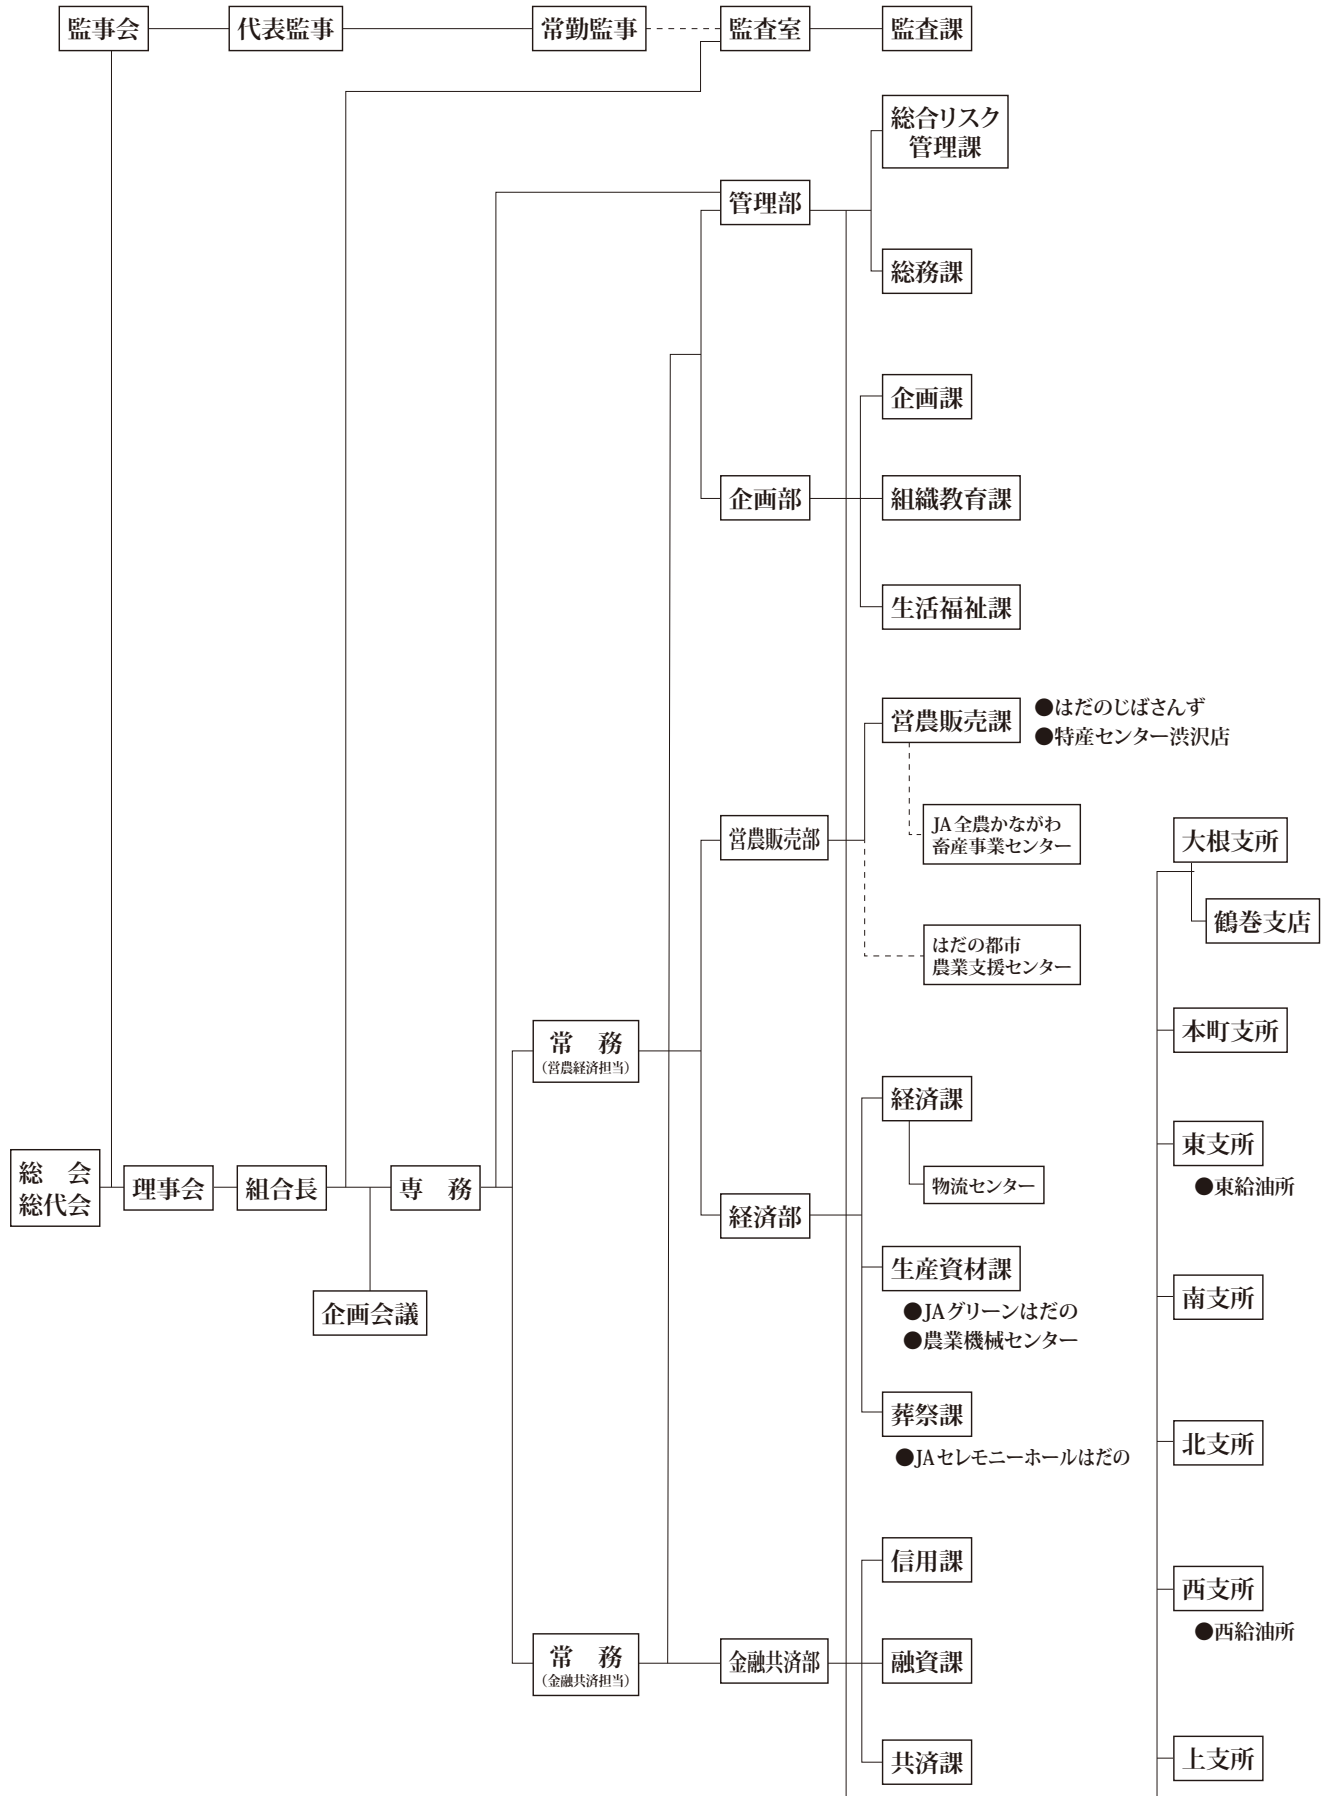 監事会
代表監事
常勤監事
監査室
監査課
総合リスク
管理課
管理部
総務課
企画課
企画部
組織教育課
生活福祉課
営農販売課
●はだのじばさんず
●特産センター渋沢店
営農販売部
JA全農かながわ
畜産事業センター
はだの都市
農業支援センター
常　務
（営農経済担当）
経済課
物流センター
総　会
総代会
理事会
組合長
専　務
企画会議
経済部
生産資材課
●JAグリーンはだの
●農業機械センター
葬祭課
●JAセレモニーホールはだの
信用課
常　務
（金融共済担当）
金融共済部
融資課
共済課
大根支所
鶴巻支店
本町支所
東支所
●東給油所
南支所
北支所
西支所
●西給油所
上支所